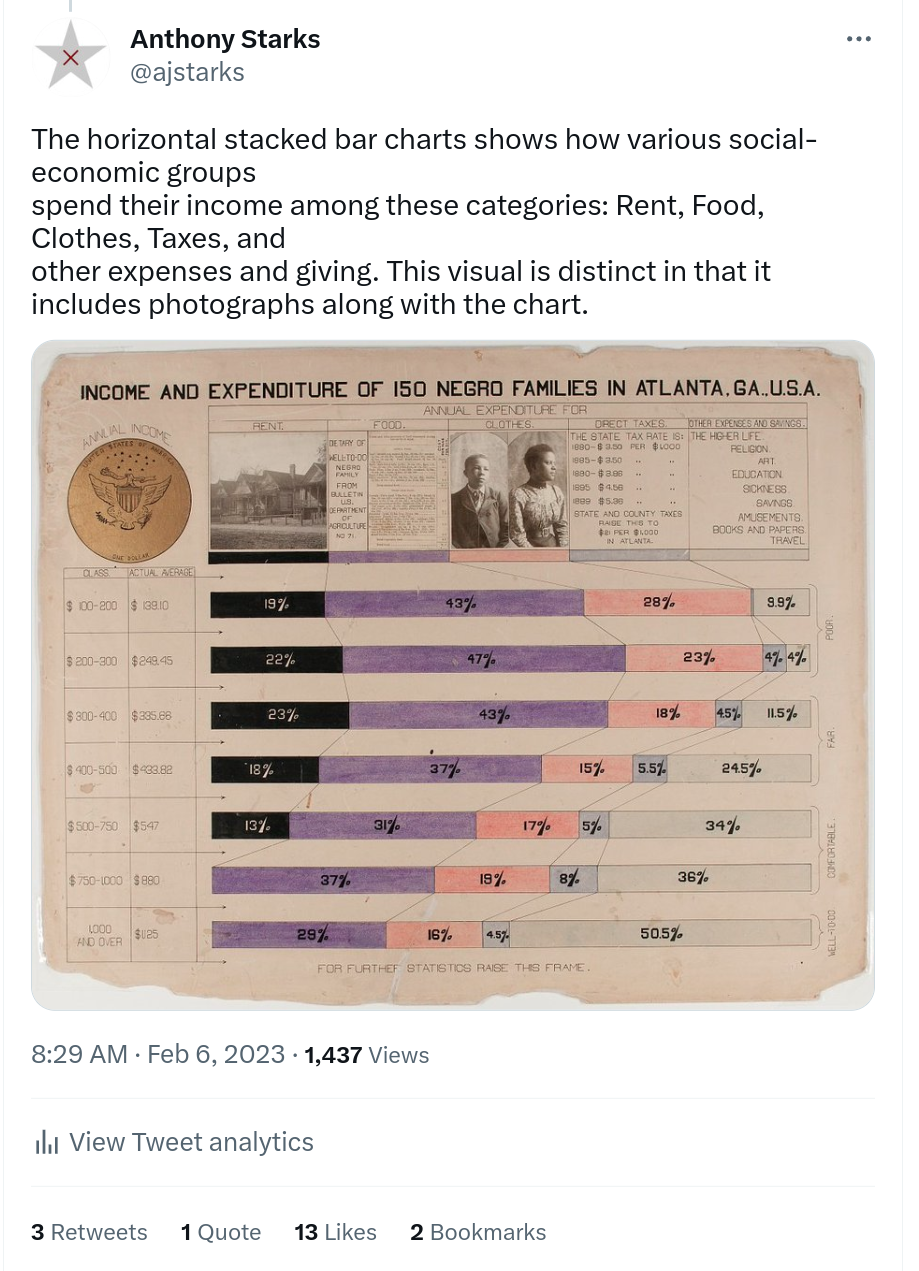 Anthony Starks
@ajstarks
The horizontal stacked bar charts shows how various social-
economic groups
spend their income among these categories: Rent, Food,
Clothes, Taxes, and
other expenses and giving. This visual is distinct in that it
includes photographs along with the chart.
INCOME AND EXPENDITURE OF 150 NEGRO FAMILIES IN ATLANTA, GA., U.S.A.
ANNUAL EXPENDITURE FOR
ANNUAL INCOME
UNITED STATES OF AMERICA
ONE DOLLAR
RENT. FOOD. CLOTHES. DIRECT TAXES. OTHER EXPENSES AND SAVINGS.
DIETARY OF
WELL-TO-DO
NEGRO
FAMILY
FROM
BULLETIN
U.S.
DEPARTMENT
OF
AGRICULTURE
NO 71.
THE STATE TAX RATE IS:
1880-$ 3.50 PER $1,000
1885-$ 3.50 " "
1890-$ 3.96 " "
1895 $ 4.56 " "
1899 $ 5.36 " "
STATE AND COUNTY TAXES
RAISE THIS TO
PER $1,000
IN ATLANTA.
THE HIGHER LIFE.
RELIGION.
ART.
EDUCATION.
SICKNESS.
SAVINGS.
AMUSEMENTS.
BOOKS AND PAPERS.
TRAVEL.
CLASS. ACTUAL AVERAGE.
$ 100-200 $ 139.10 19% 43% 28% 9.9%
$ 200-300 $ 249.45 22% 47% 23% 4% 4%
POOR.
$ 300-400 $ 335.66 23% 43% 18% 4.5% 11.5%
$ 400-500 $ 433.82 18% 37% 15% 5.5% 24.5%
FAIR.
$ 500-750 $ 547 13% 31% 17% 5% 34%
$ 750-1000 $ 880 37% 19% 8% 36%
COMFORTABLE.
1,000
AND OVER $ 1125 29% 16% 4.5% 50.5%
WELL-TO-DO
FOR FURTHER STATISTICS RAISE THIS FRAME.
8:29 AM · Feb 6, 2023 · 1,437 Views
View Tweet analytics
3 Retweets 1 Quote 13 Likes 2 Bookmarks